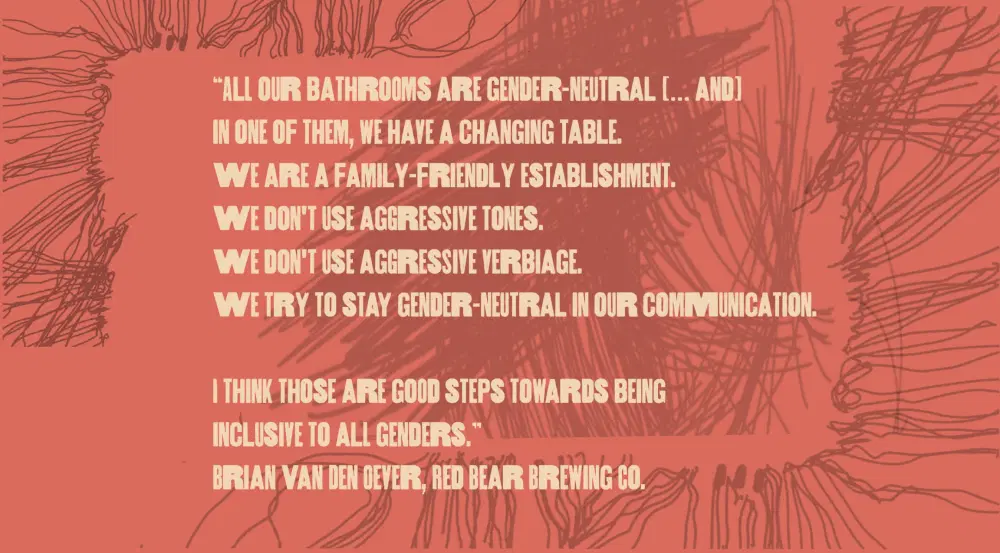 “ALL OUR BATHROOMS ARE GENDER-NEUTRAL [... AND]
IN ONE OF THEM, WE HAVE A CHANGING TABLE.
WE ARE A FAMILY-FRIENDLY ESTABLISHMENT.
WE DON'T USE AGGRESSIVE TONES.
WE DON'T USE AGGRESSIVE VERBIAGE.
WE TRY TO STAY GENDER-NEUTRAL IN OUR COMMUNICATION.
I THINK THOSE ARE GOOD STEPS TOWARDS BEING
INCLUSIVE TO ALL GENDERS.”
BRIAN VAN DEN OEVER, RED BEAR BREWING CO.